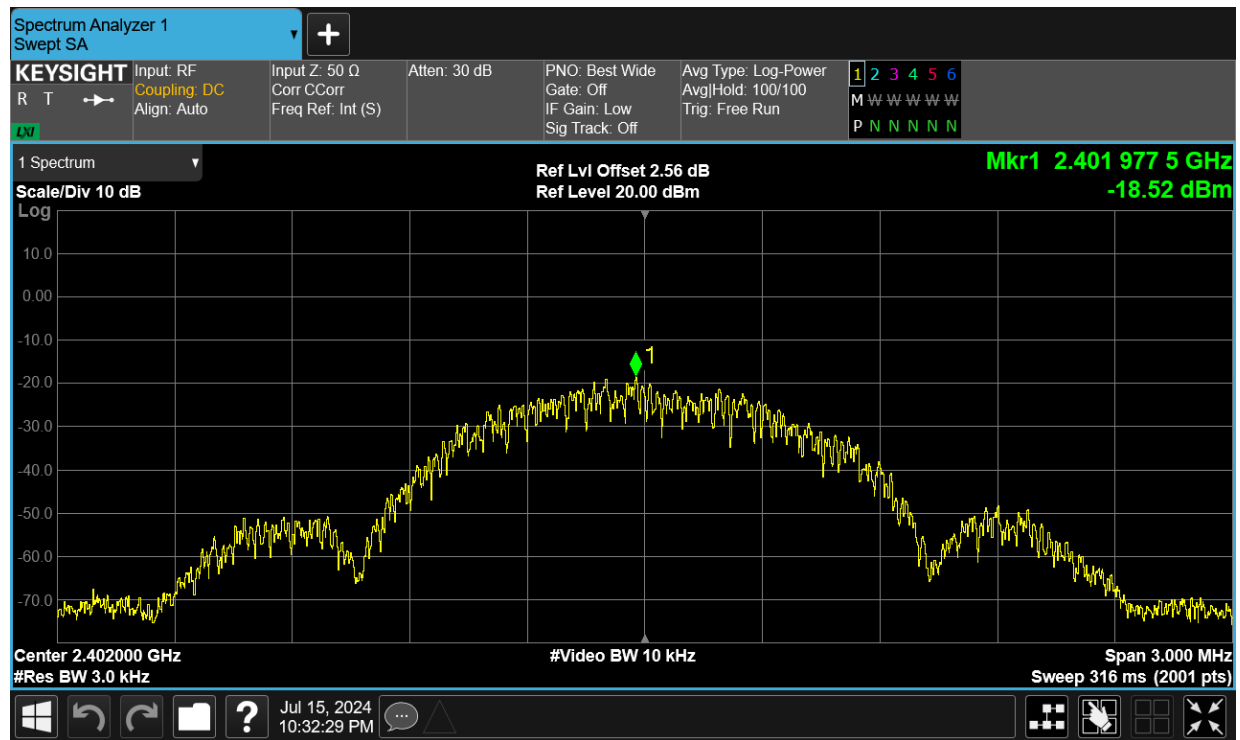 Spectrum Analyzer 1
Swept SA
KEYSIGHT
R T
LXI
Input: RF
Coupling: DC
Align: Auto
Input Z: 50 Ω
Corr CCorr
Freq Ref: Int (S)
Atten: 30 dB
PNO: Best Wide
Gate: Off
IF Gain: Low
Sig Track: Off
Avg Type: Log-Power
Avg|Hold: 100/100
Trig: Free Run
1 2 3 4 5 6
M W W W W W W
P N N N N N N
1 Spectrum
Scale/Div 10 dB
Ref Lvl Offset 2.56 dB
Ref Level 20.00 dBm
Mkr1 2.401 977 5 GHz
-18.52 dBm
Log
10.0
0.00
-10.0
1
-20.0
-30.0
-40.0
-50.0
-60.0
-70.0
Center 2.402000 GHz
#Video BW 10 kHz
Span 3.000 MHz
#Res BW 3.0 kHz
Sweep 316 ms (2001 pts)
?
Jul 15, 2024
10:32:29 PM